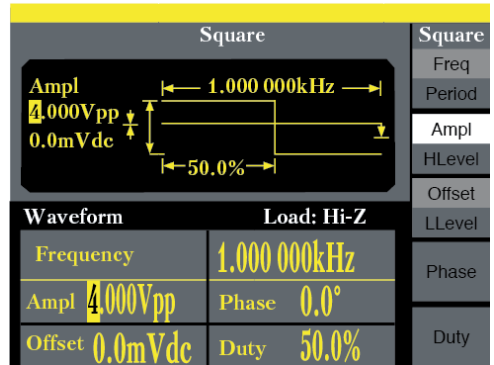 Square
Ampl
1.000 000kHz
4.000Vpp
0.0mVdc
50.0%
Waveform
Load: Hi-Z
Frequency
1.000 000kHz
Ampl 4.000Vpp
Phase 0.0°
Offset 0.0mVdc
Duty 50.0%
Square
Freq
Period
Ampl
HLevel
Offset
LLevel
Phase
Duty